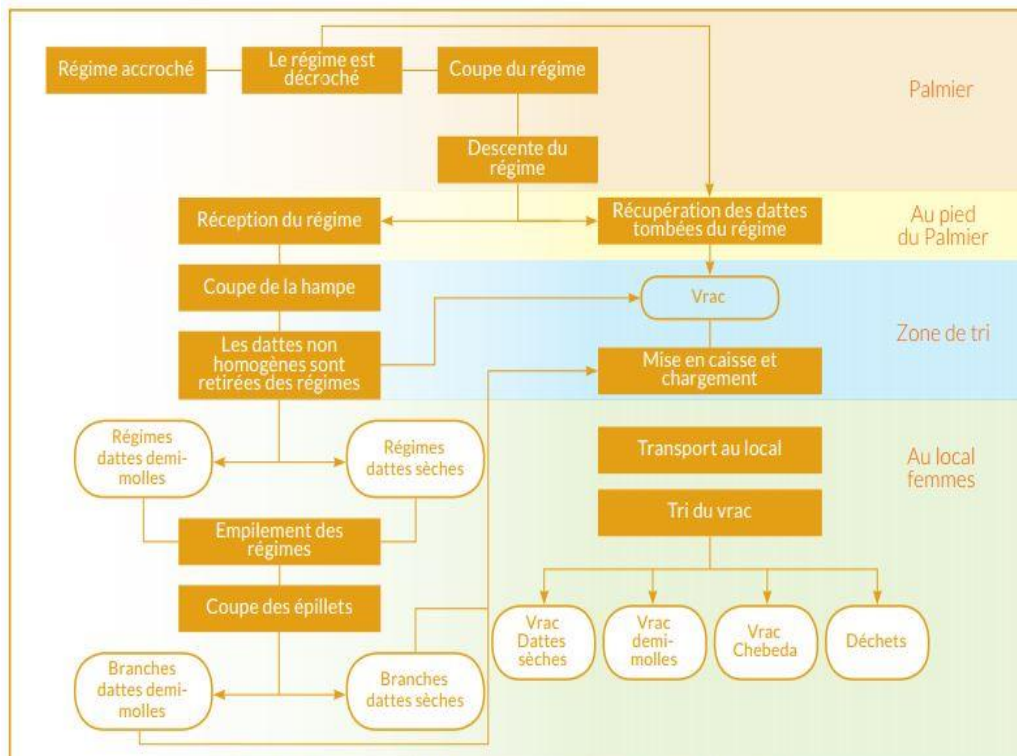 Régime accroché
Le régime est
décroché
Coupe du régime
Palmier
Descente du
régime
Réception du régime
Récupération des dattes
tombées du régime
Au pied
du Palmier
Coupe de la hampe
Vrac
Les dattes non
homogènes sont
retirées des régimes
Mise en caisse et
chargement
Zone de tri
Régimes
dattes demi-
molles
Régimes
dattes sèches
Transport au local
Au local
femmes
Tri du vrac
Empilement des
régimes
Coupe des épillets
Vrac
Dattes
sèches
Vrac
demi-
molles
Vrac
Chebeda
Déchets
Branches
dattes demi-
molles
Branches
dattes sèches